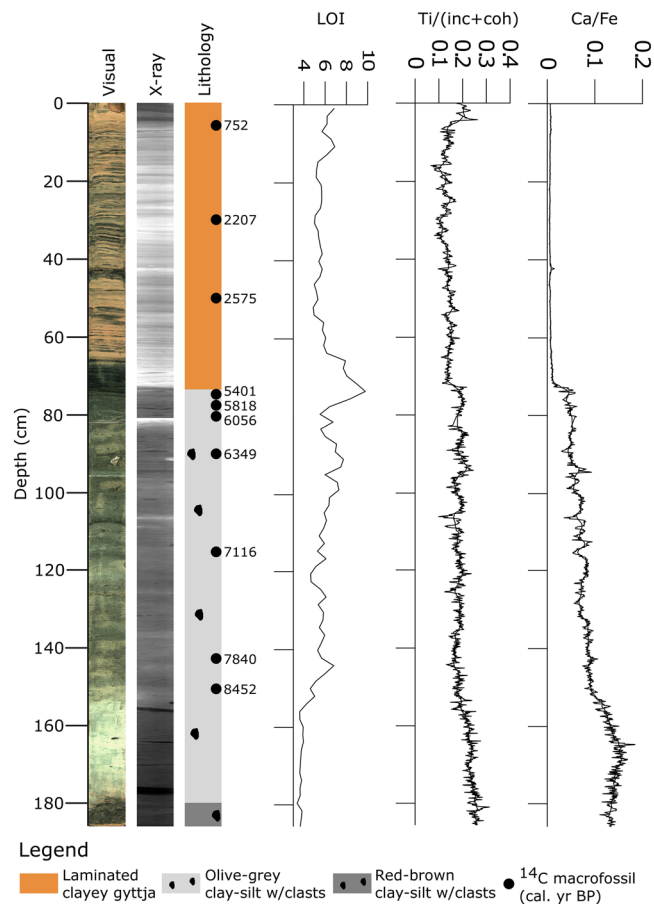 LOI
Ti/(inc+coh)
Ca/Fe
Visual
X-ray
Lithology
4
6
8
10
0
0.1
0.2
0.3
0.4
0
0.1
0.2
Depth (cm)
0
20
40
60
80
100
120
140
160
180
752
2207
2575
5401
5818
6056
6349
7116
7840
8452
Legend
Laminated
clayey gyttja
Olive-grey
clay-silt w/clasts
Red-brown
clay-silt w/clasts
14C macrofossil
(cal. yr BP)